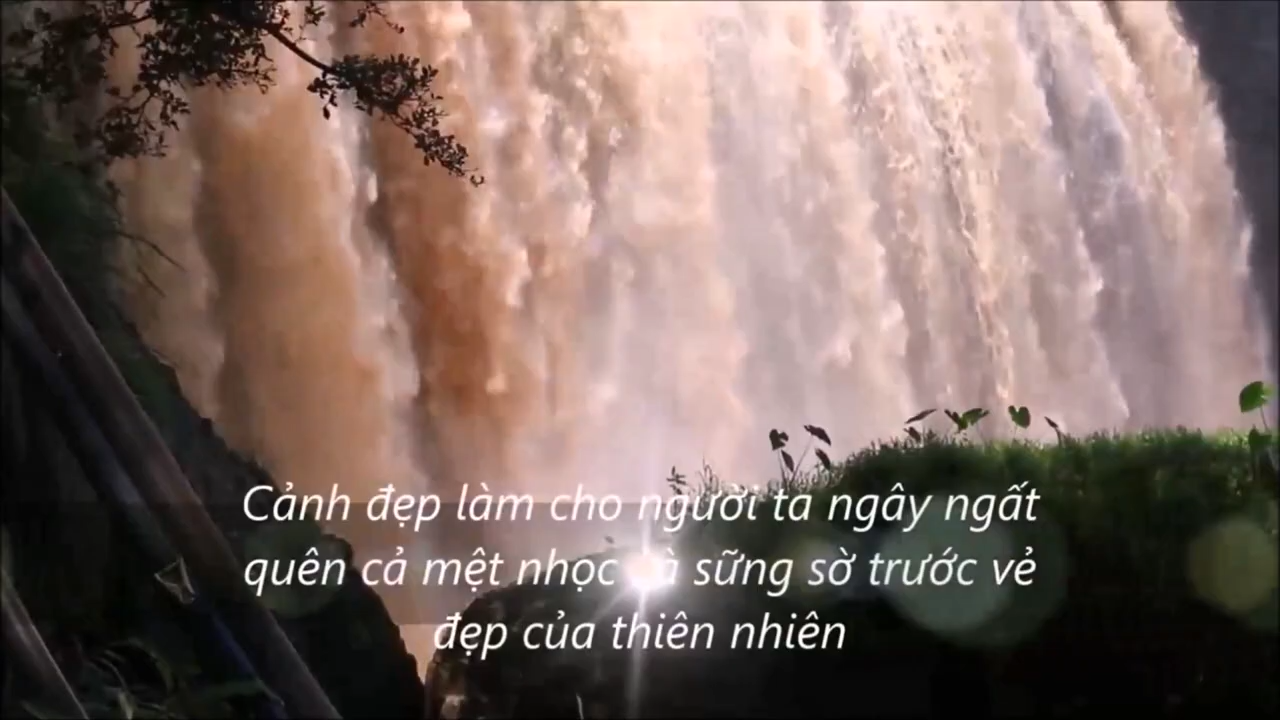 Cảnh đẹp làm cho người ta ngây ngất
quên cả mệt nhọc và sững sờ trước vẻ
đẹp của thiên nhiên